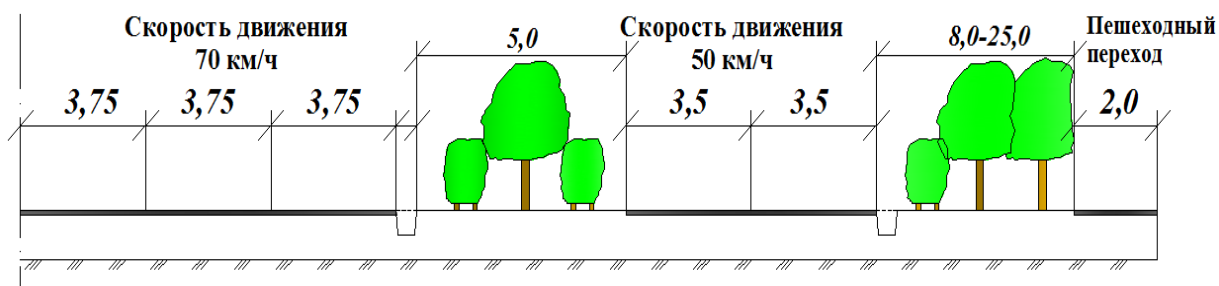 Скорость движения
70 км/ч
5,0
Скорость движения
50 км/ч
8,0-25,0
Пешеходный
переход
3,75
3,75
3,75
3,5
3,5
2,0